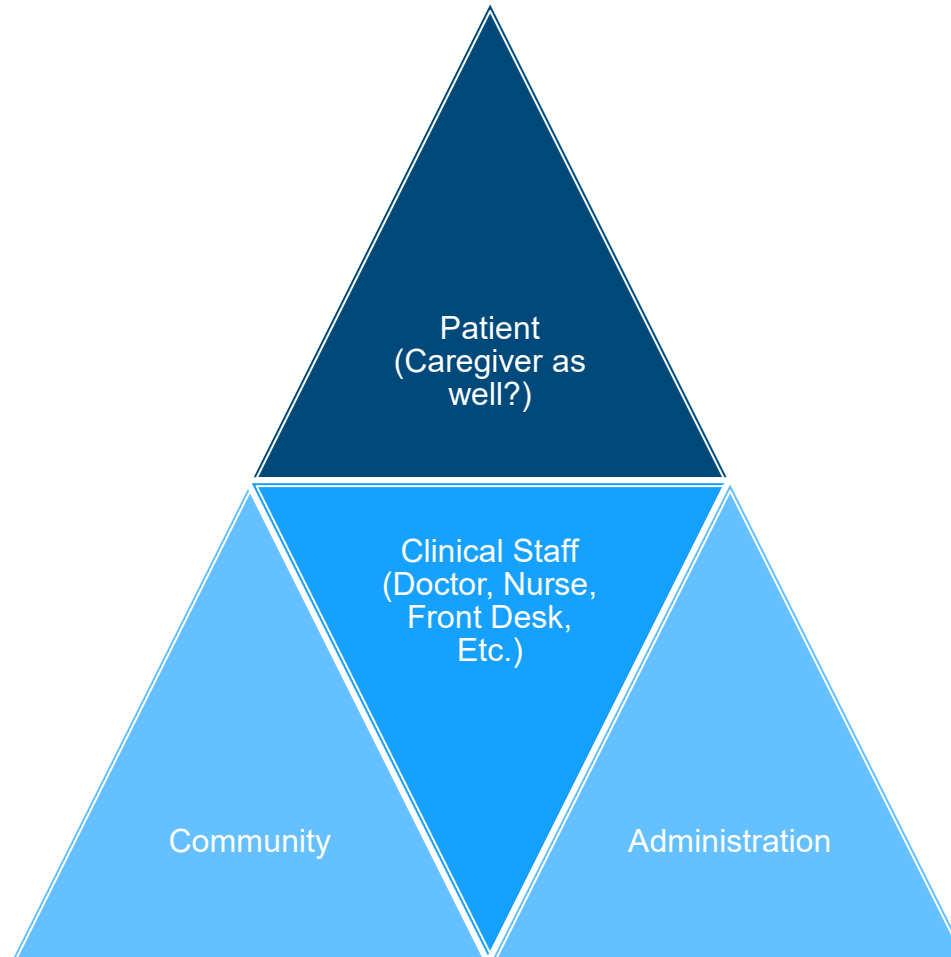 Patient
(Caregiver as
well?)
Clinical Staff
(Doctor, Nurse,
Front Desk,
Etc.)
Community
Administration